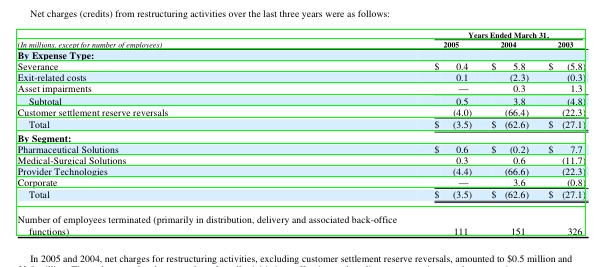 Net charges (credits) from restructuring activities over the last three years were as follows:
Years Ended March 31,
(In millions, except for number of employees) 2005 2004 2003
By Expense Type:
Severance $ 0.4 $ 5.8 $ (5.8)
Exit-related costs 0.1 (2.3) (0.3)
Asset impairments — 0.3 1.3
Subtotal 0.5 3.8 (4.8)
Customer settlement reserve reversals (4.0) (66.4) (22.3)
Total $ (3.5) $ (62.6) $ (27.1)
By Segment:
Pharmaceutical Solutions $ 0.6 $ (0.2) $ 7.7
Medical-Surgical Solutions 0.3 0.6 (11.7)
Provider Technologies (4.4) (66.6) (22.3)
Corporate — 3.6 (0.8)
Total $ (3.5) $ (62.6) $ (27.1)
Number of employees terminated (primarily in distribution, delivery and associated back-office
functions) 111 151 326
In 2005 and 2004, net charges for restructuring activities, excluding customer settlement reserve reversals, amounted to $0.5 million and